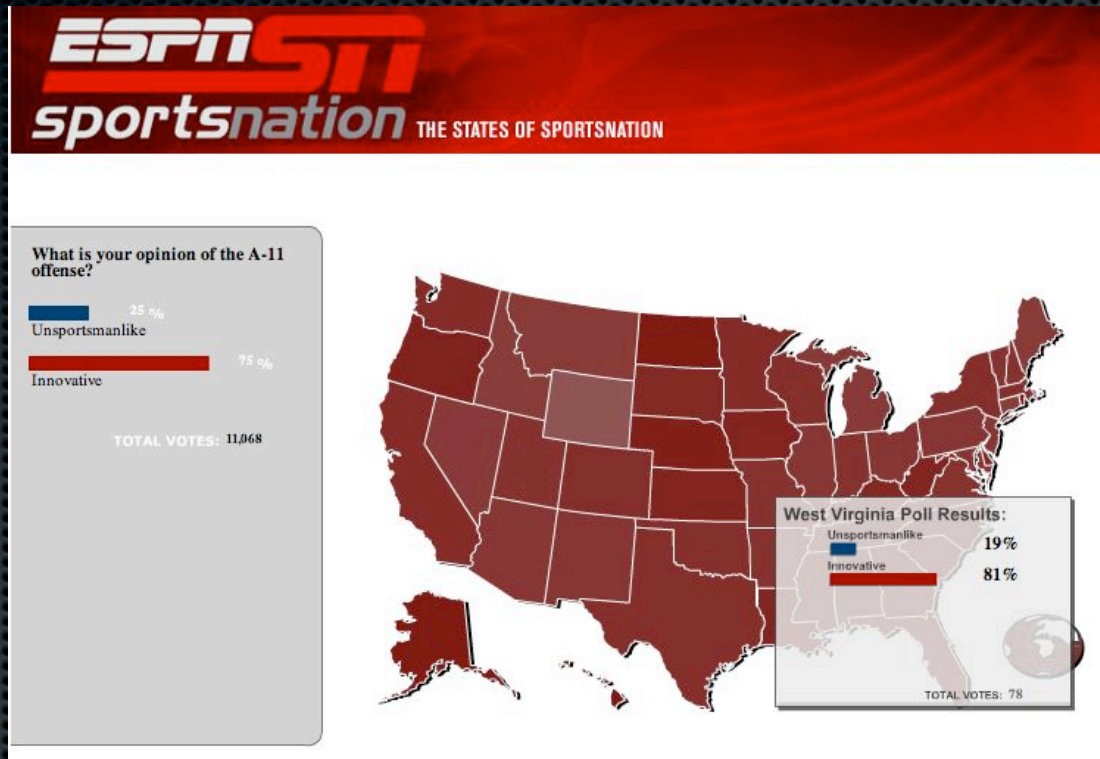 ESPN SN
sportsnation THE STATES OF SPORTSNATION
What is your opinion of the A-11
offense?
25 %
Unsportsmanlike
75 %
Innovative
TOTAL VOTES: 11,068
West Virginia Poll Results:
Unsportsmanlike
19%
Innovative
81%
TOTAL VOTES: 78